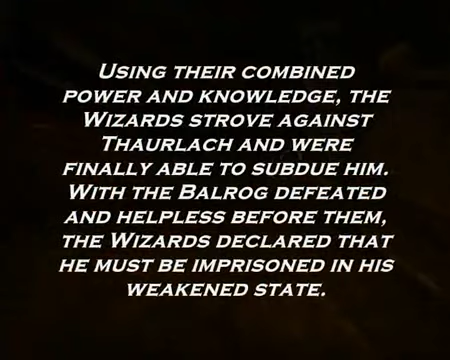 Using their combined
power and knowledge, the
Wizards strove against
Thaurlach and were
finally able to subdue him.
With the Balrog defeated
and helpless before them,
the Wizards declared that
he must be imprisoned in his
weakened state.